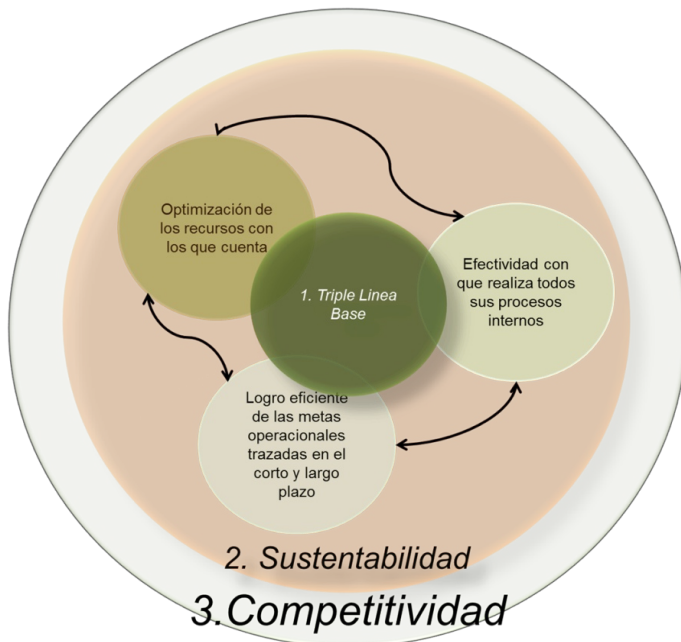 Optimización de
los recursos con
los que cuenta
1. Triple Linea
Base
Efectividad con
que realiza todos
sus procesos
internos
Logro eficiente
de las metas
operacionales
trazadas en el
corto y largo
plazo
2. Sustentabilidad
3.Competitividad